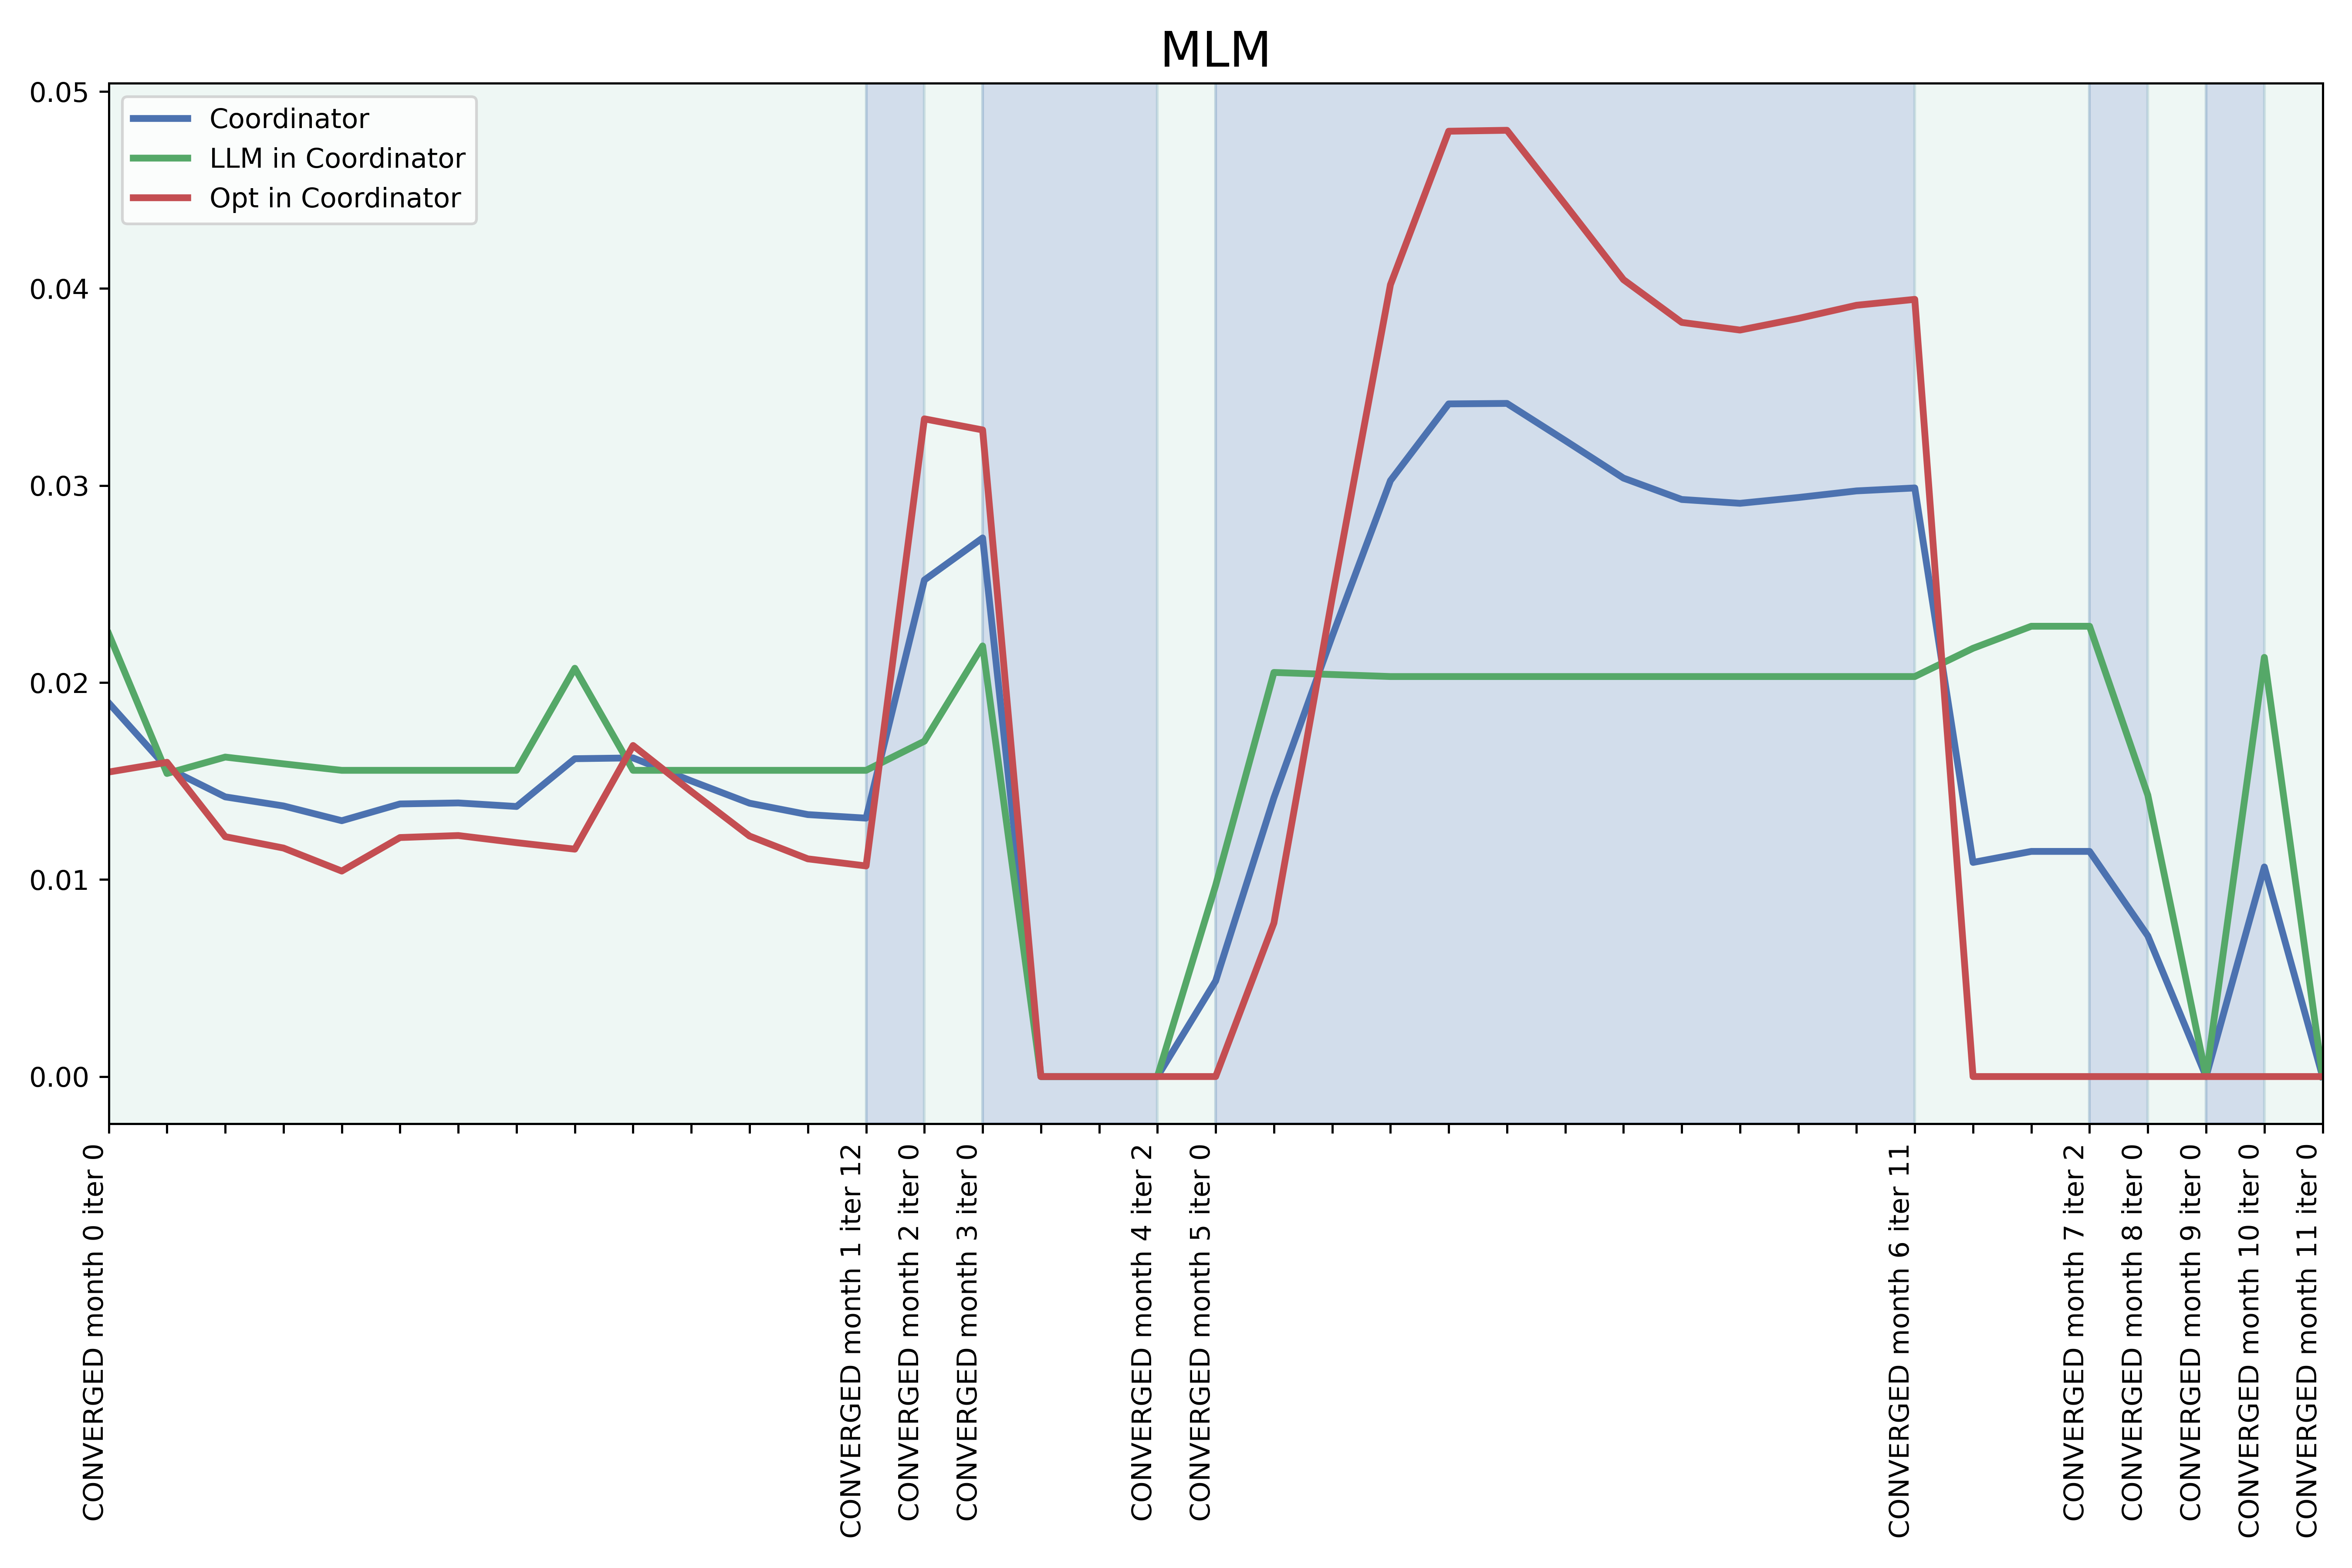 MLM
Coordinator
LLM in Coordinator
Opt in Coordinator
0.05
0.04
0.03
0.02
0.01
0.00
CONVERGED month 0 iter 0
CONVERGED month 1 iter 12
CONVERGED month 2 iter 0
CONVERGED month 3 iter 0
CONVERGED month 4 iter 2
CONVERGED month 5 iter 0
CONVERGED month 6 iter 11
CONVERGED month 7 iter 2
CONVERGED month 8 iter 0
CONVERGED month 9 iter 0
CONVERGED month 10 iter 0
CONVERGED month 11 iter 0